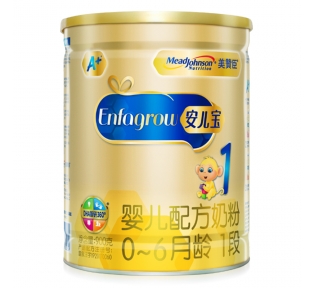 A+
MeadJohnson
Nutrition
美赞臣
Enfagrow 安儿宝
1
婴儿配方奶粉
0~6月龄 1段